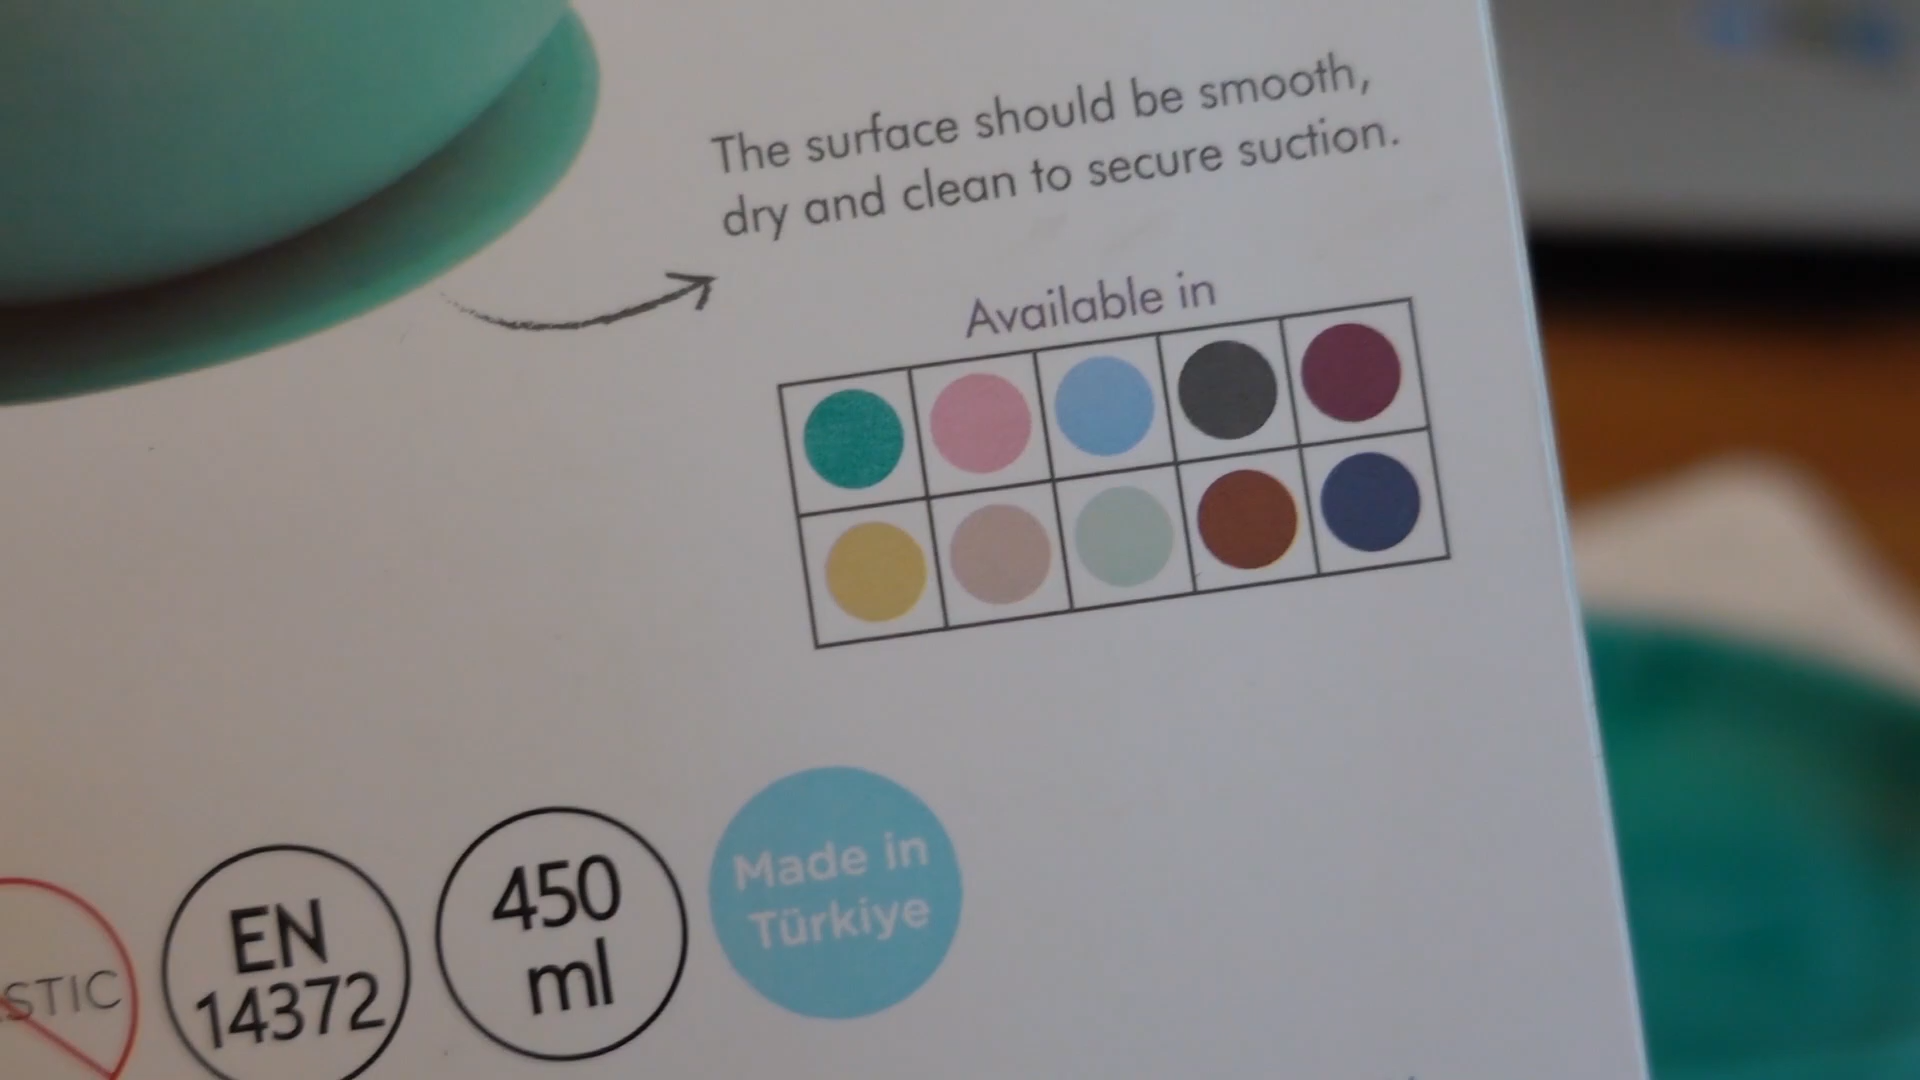 The surface should be smooth,
dry and clean to secure suction.
Available in
STIC
EN
14372
450
ml
Made in
Türkiye